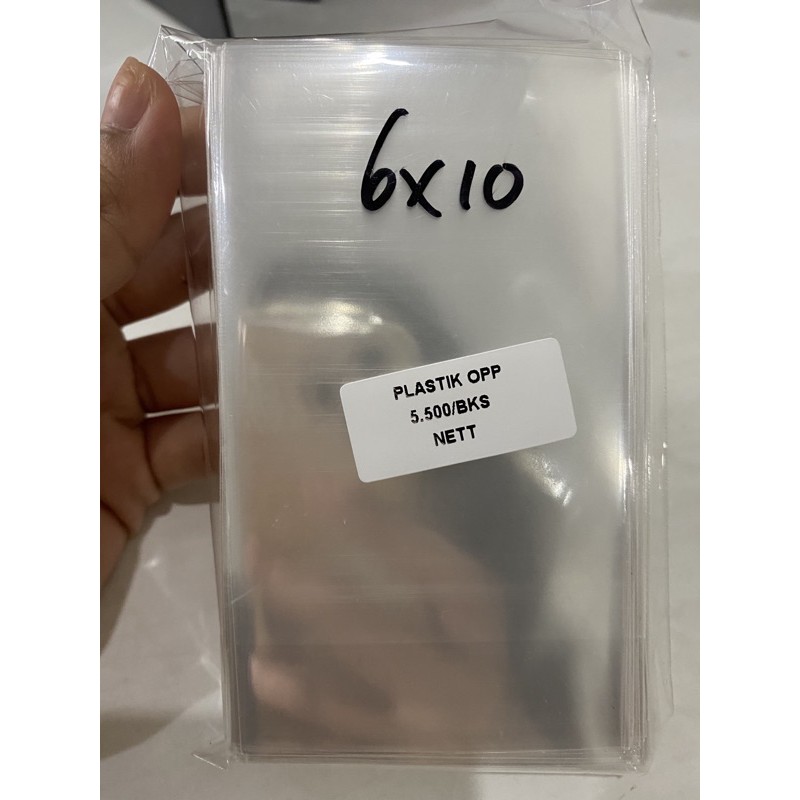 6x10
PLASTIK OPP
5.500/BKS
NETT